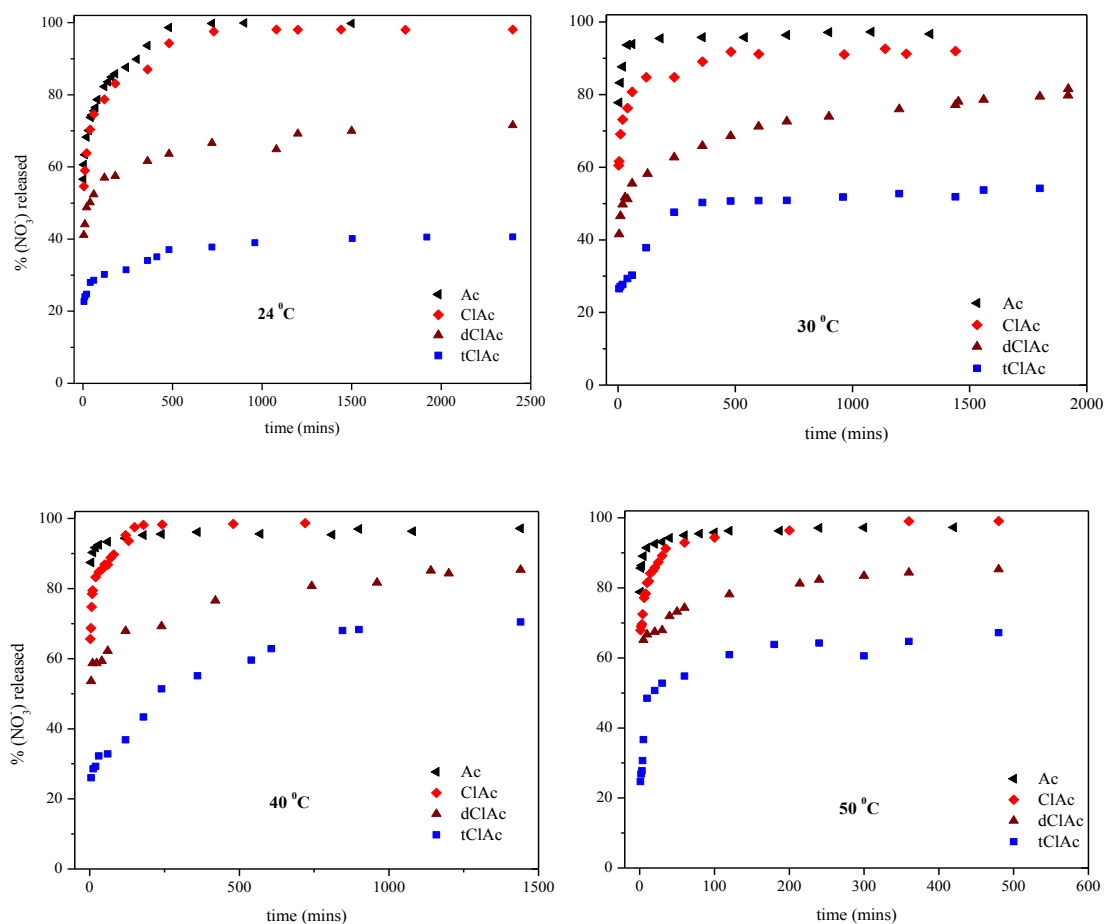 % (NO₃⁻) released
100
80
60
40
20
0
24 ⁰C
Ac
ClAc
dClAc
tClAc
0 500 1000 1500 2000 2500
time (mins)
100
80
60
40
20
0
30 ⁰C
Ac
ClAc
dClAc
tClAc
0 500 1000 1500 2000
time (mins)
% (NO₃⁻) released
100
80
60
40
20
0
40 ⁰C
Ac
ClAc
dClAc
tClAc
0 500 1000 1500
time (mins)
100
80
60
40
20
0
50 ⁰C
Ac
ClAc
dClAc
tClAc
0 100 200 300 400 500 600
time (mins)